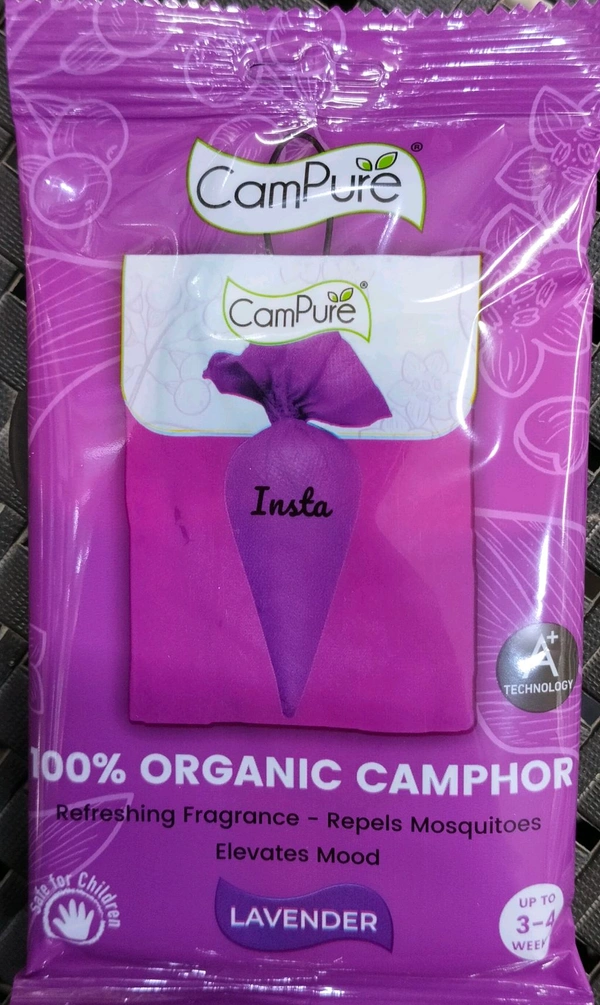 CamPure®
CamPure®
Insta
A+
TECHNOLOGY
100% ORGANIC CAMPHOR
Refreshing Fragrance - Repels Mosquitoes
Elevates Mood
Safe for Children
LAVENDER
UP TO
3-4
WEEK